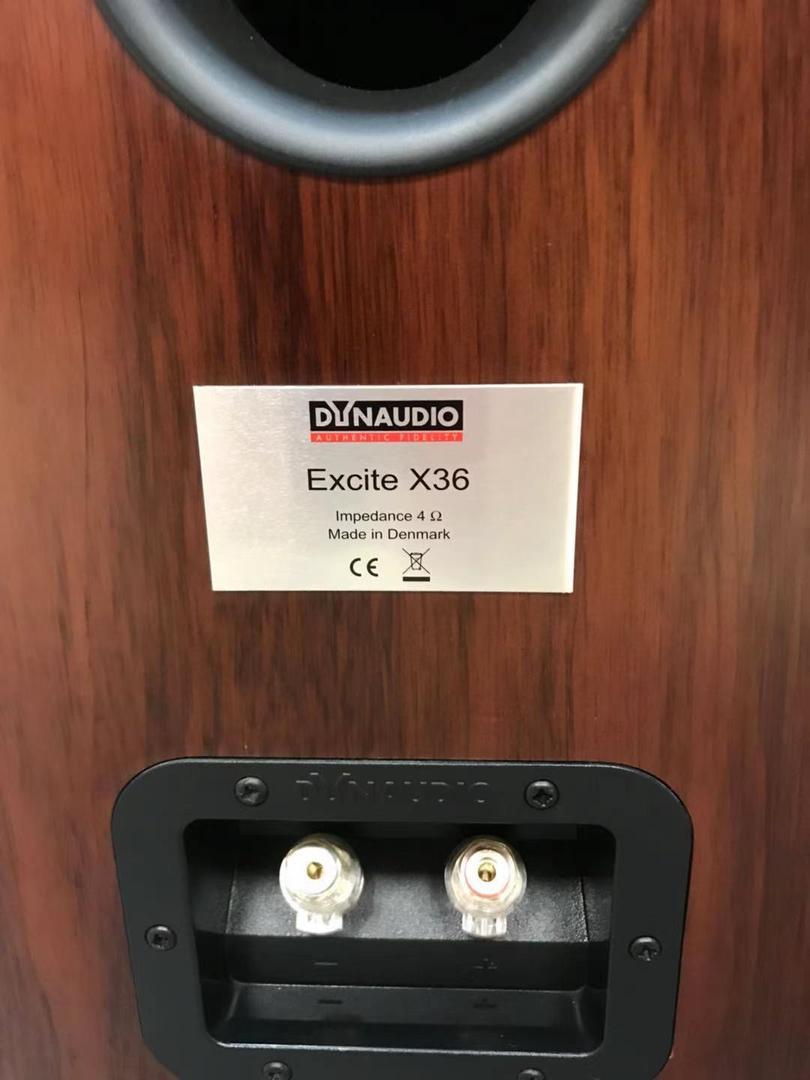 DYNAUDIO
AUTHENTIC FIDELITY
Excite X36
Impedance 4 Ω
Made in Denmark
CE
DYNAUDIO
− +
− +